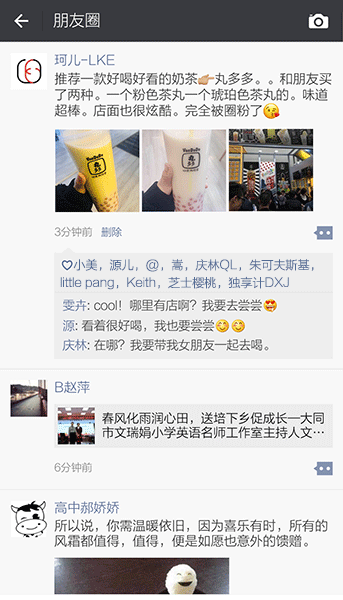 朋友圈
珂儿-LKE
推荐一款好喝好看的奶茶👉🏼丸多多。。和朋友买
了两种。一个粉色茶丸一个琥珀色茶丸的。味道
超棒。店面也很炫酷。完全被圈粉了😘
3分钟前 删除
♡小美，源儿，@，嵩，庆林QL，朱可夫斯基，
little pang，Keith，芝士樱桃，独享计DXJ
雯卉: cool！哪里有店啊？我要去尝尝😍
源: 看着很好喝，我也要尝尝😋😋
庆林: 在哪？我要带我女朋友一起去喝。
B赵萍
春风化雨润心田，送培下乡促成长—大同
市文瑞娟小学英语名师工作室主持人文…
6分钟前
高中郝娇娇
所以说，你需温暖依旧，因为喜乐有时，所有的
风霜都值得，值得，便是如愿也意外的馈赠。